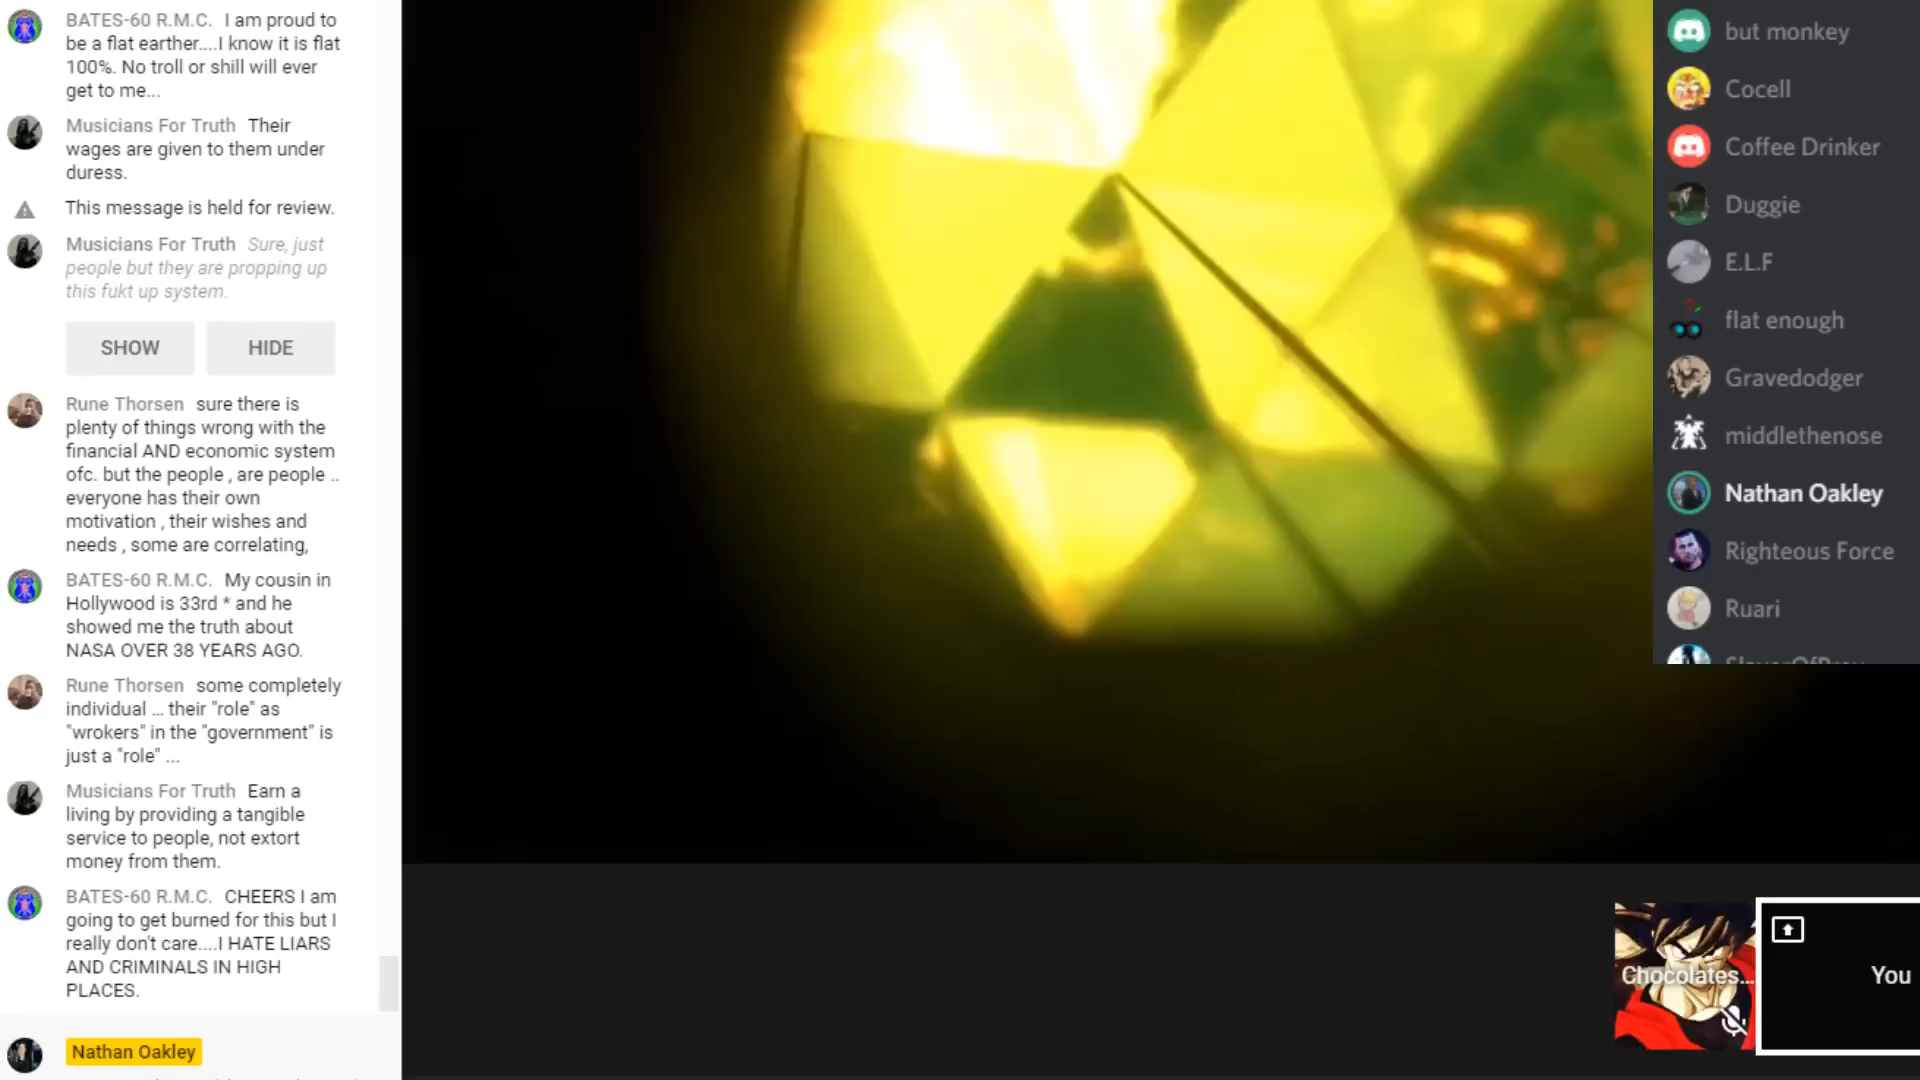 BATES-60 R.M.C. I am proud to
be a flat earther....I know it is flat
100%. No troll or shill will ever
get to me...
Musicians For Truth Their
wages are given to them under
duress.
This message is held for review.
Musicians For Truth Sure, just
people but they are propping up
this fukt up system.
SHOW HIDE
Rune Thorsen sure there is
plenty of things wrong with the
financial AND economic system
ofc. but the people , are people ..
everyone has their own
motivation , their wishes and
needs , some are correlating,
BATES-60 R.M.C. My cousin in
Hollywood is 33rd * and he
showed me the truth about
NASA OVER 38 YEARS AGO.
Rune Thorsen some completely
individual ... their "role" as
"wrokers" in the "government" is
just a "role" ...
Musicians For Truth Earn a
living by providing a tangible
service to people, not extort
money from them.
BATES-60 R.M.C. CHEERS I am
going to get burned for this but I
really don't care....I HATE LIARS
AND CRIMINALS IN HIGH
PLACES.
Nathan Oakley
but monkey
Cocell
Coffee Drinker
Duggie
E.L.F
flat enough
Gravedodger
middlethenose
Nathan Oakley
Righteous Force
Ruari
Chocolates...
You